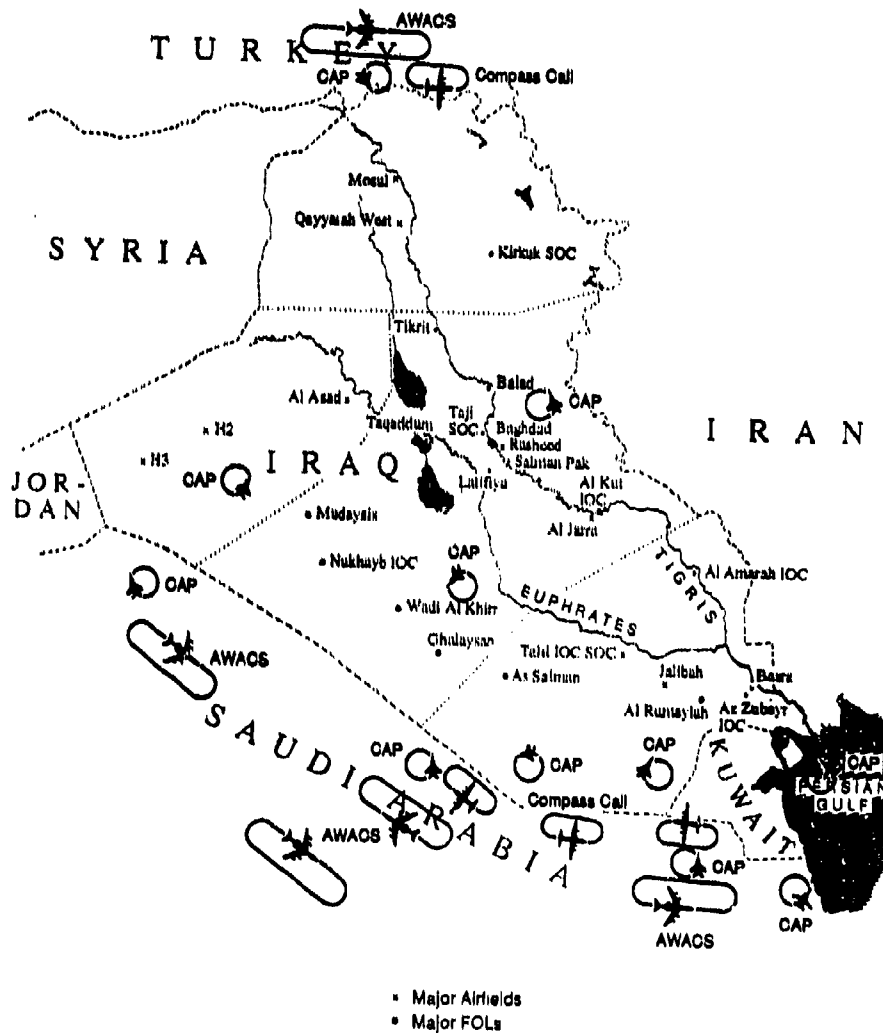 AWACS
TURKEY
CAP
Compass Call
Mosul
Qayyarah West
SYRIA
Kirkuk SOC
Tikrit
Balad
Al Asad
CAP
Taji
SOC
Baghdad
Taqaddum
Rasheed
IRAN
H2
Salman Pak
H3
IRAQ
Latifiya
Al Kut
IOC
CAP
JOR-
DAN
Mudaysis
Al Jarra
Nukhayb IOC
CAP
TIGRIS
Al Amarah IOC
CAP
EUPHRATES
Wadi Al Khirr
Ghalaysan
Talil IOC SOC
AWACS
As Salman
Jalibah
Basra
Al Rumaylah
Az Zubayr
IOC
SAUDI ARABIA
CAP
CAP
CAP
KUWAIT
CAP
PERSIAN
GULF
Compass Call
AWACS
CAP
CAP
AWACS
Major Airfields
Major FOLs